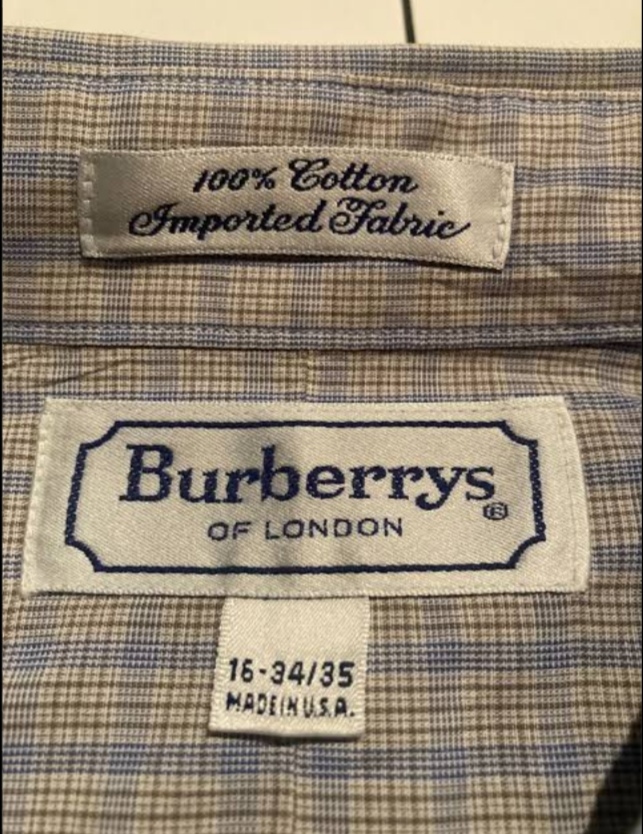 100% Cotton
Imported Fabric
Burberrys®
OF LONDON
16-34/35
MADE IN U.S.A.